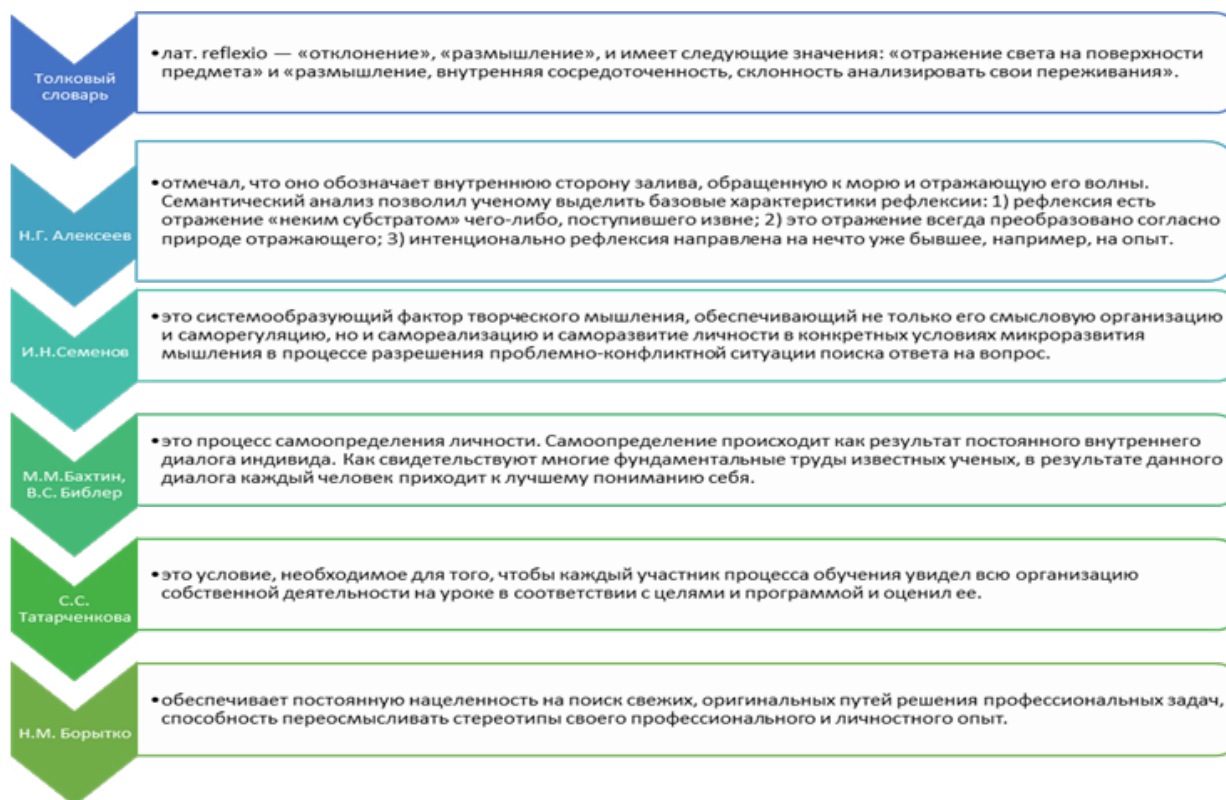 Толковый
словарь
•лат. reflexio — «отклонение», «размышление», и имеет следующие значения: «отражение света на поверхности
предмета» и «размышление, внутренняя сосредоточенность, склонность анализировать свои переживания».
Н.Г. Алексеев
•отмечал, что оно обозначает внутреннюю сторону залива, обращенную к морю и отражающую его волны.
Семантический анализ позволил ученому выделить базовые характеристики рефлексии: 1) рефлексия есть
отражение «неким субстратом» чего-либо, поступившего извне; 2) это отражение всегда преобразовано согласно
природе отражающего; 3) интенционально рефлексия направлена на нечто уже бывшее, например, на опыт.
И.Н.Семенов
•это системообразующий фактор творческого мышления, обеспечивающий не только его смысловую организацию
и саморегуляцию, но и самореализацию и саморазвитие личности в конкретных условиях микроразвития
мышления в процессе разрешения проблемно-конфликтной ситуации поиска ответа на вопрос.
М.М.Бахтин,
В.С. Библер
•это процесс самоопределения личности. Самоопределение происходит как результат постоянного внутреннего
диалога индивида. Как свидетельствуют многие фундаментальные труды известных ученых, в результате данного
диалога каждый человек приходит к лучшему пониманию себя.
С.С.
Татарченкова
•это условие, необходимое для того, чтобы каждый участник процесса обучения увидел всю организацию
собственной деятельности на уроке в соответствии с целями и программой и оценил ее.
Н.М. Борытко
•обеспечивает постоянную нацеленность на поиск свежих, оригинальных путей решения профессиональных задач,
способность переосмысливать стереотипы своего профессионального и личностного опыт.